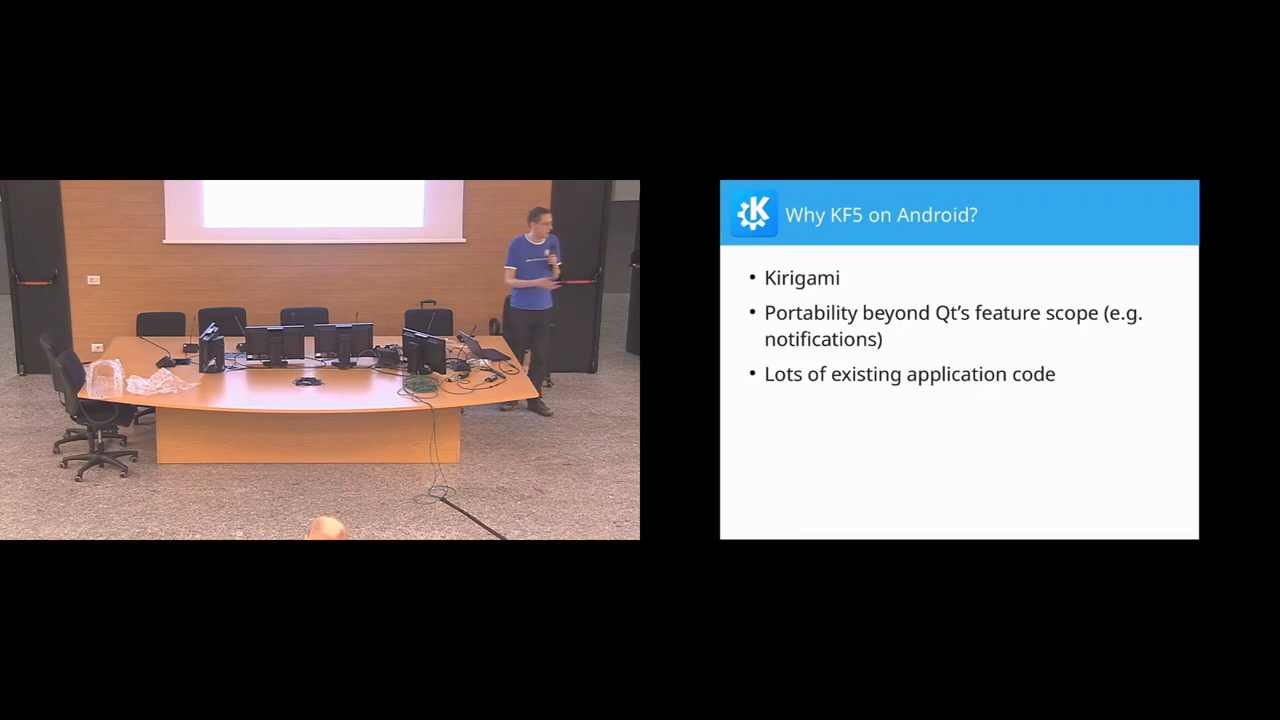 Why KF5 on Android?
• Kirigami
• Portability beyond Qt's feature scope (e.g.
notifications)
• Lots of existing application code